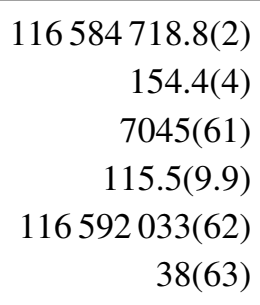 116 584 718.8(2)
154.4(4)
7045(61)
115.5(9.9)
116 592 033(62)
38(63)